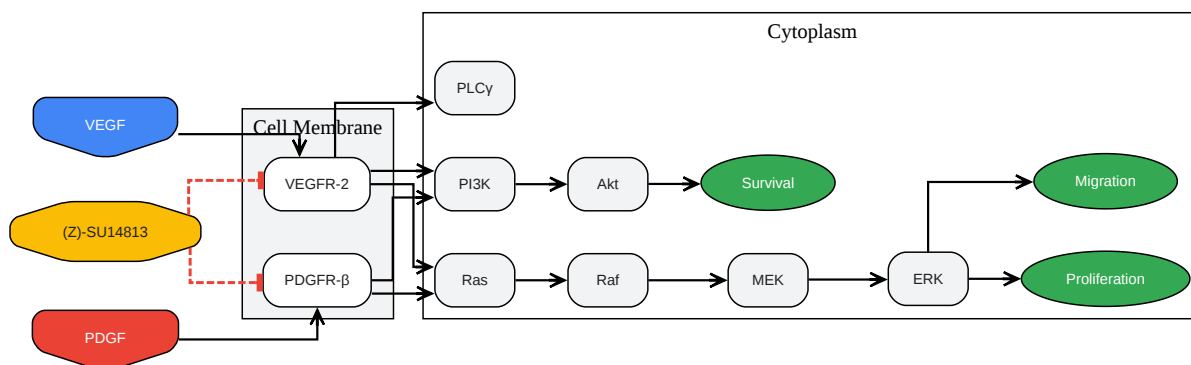 Cytoplasm
PLCγ
VEGF
Cell Membrane
VEGFR-2
PI3K
Akt
Survival
Migration
(Z)-SU14813
PDGFR-β
Ras
Raf
MEK
ERK
Proliferation
PDGF